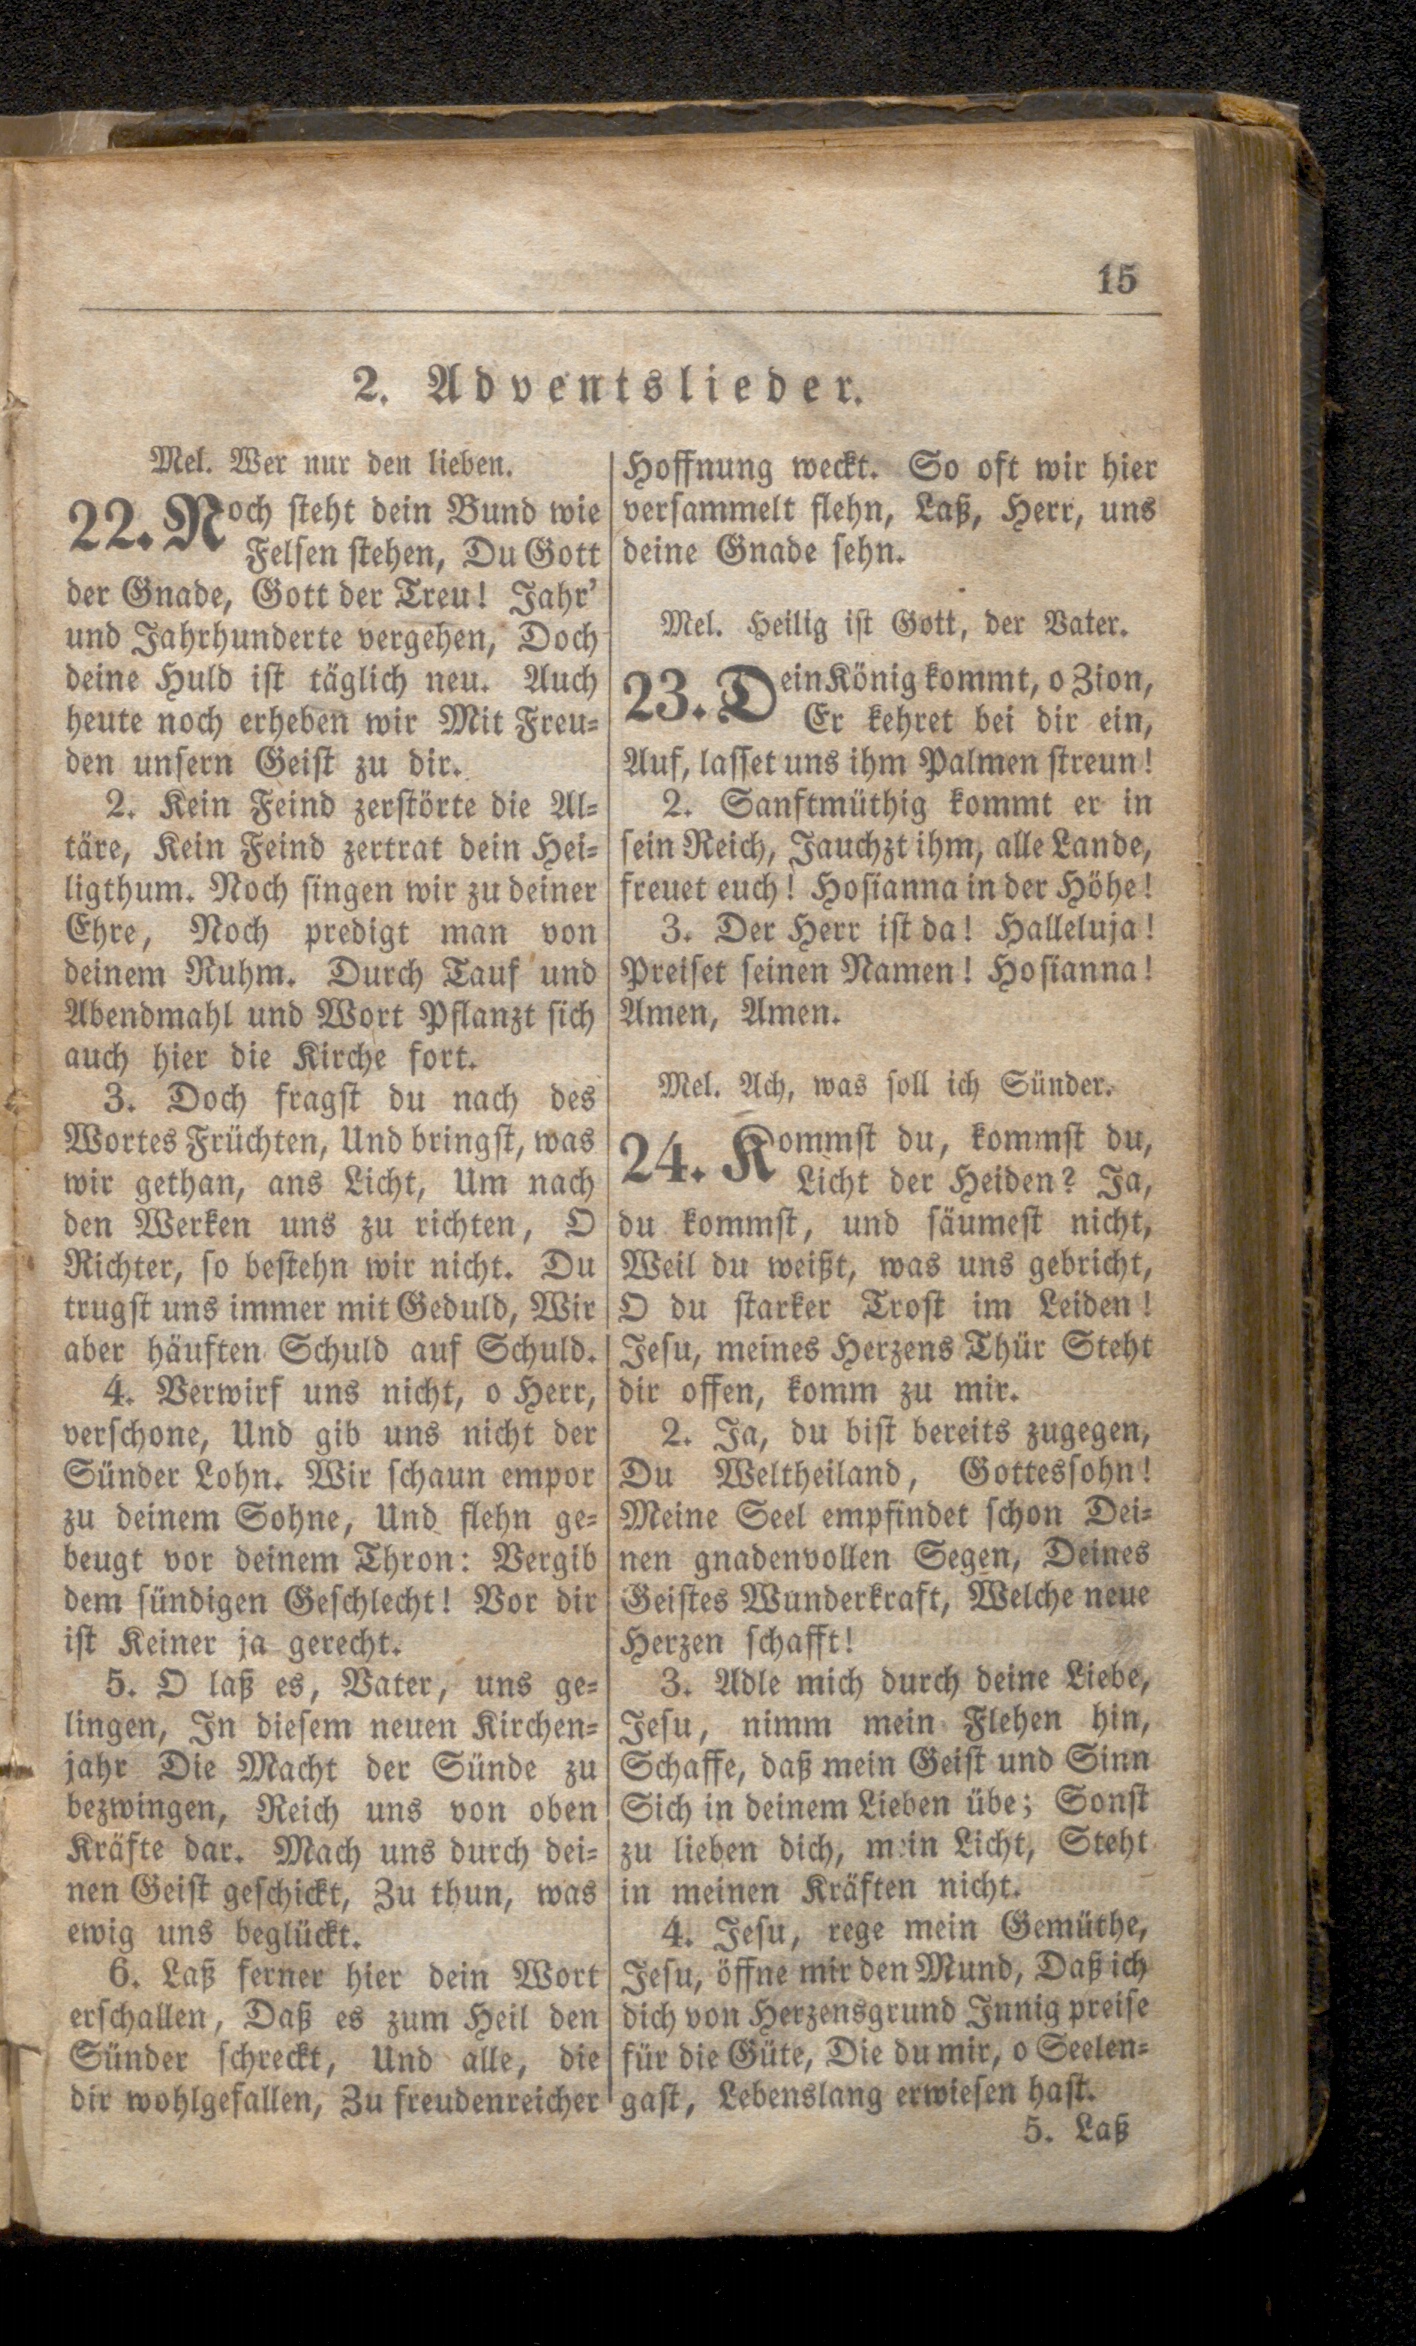 15
2. Adventslieder.
Mel. Wer nur den lieben.
22. Noch steht dein Bund wie
Felsen stehen, Du Gott
der Gnade, Gott der Treu! Jahr'
und Jahrhunderte vergehen, Doch
deine Huld ist täglich neu. Auch
heute noch erheben wir Mit Freu-
den unsern Geist zu dir.
2. Kein Feind zerstörte die Al-
täre, Kein Feind zertrat dein Hei-
ligthum. Noch singen wir zu deiner
Ehre, Noch predigt man von
deinem Ruhm. Durch Tauf und
Abendmahl und Wort Pflanzt sich
auch hier die Kirche fort.
3. Doch fragst du nach des
Wortes Früchten, Und bringst, was
wir gethan, ans Licht, Um nach
den Werken uns zu richten, O
Richter, so bestehn wir nicht. Du
trugst uns immer mit Geduld, Wir
aber häuften Schuld auf Schuld.
4. Verwirf uns nicht, o Herr,
verschone, Und gib uns nicht der
Sünder Lohn. Wir schaun empor
zu deinem Sohne, Und flehn ge-
beugt vor deinem Thron: Vergib
dem sündigen Geschlecht! Vor dir
ist Keiner ja gerecht.
5. O laß es, Vater, uns ge-
lingen, In diesem neuen Kirchen-
jahr Die Macht der Sünde zu
bezwingen, Reich uns von oben
Kräfte dar. Mach uns durch dei-
nen Geist geschickt, Zu thun, was
ewig uns beglückt.
6. Laß ferner hier dein Wort
erschallen, Daß es zum Heil den
Sünder schreckt, Und alle, die
dir wohlgefallen, Zu freudenreicher
Hoffnung weckt. So oft wir hier
versammelt flehn, Laß, Herr, uns
deine Gnade sehn.
Mel. Heilig ist Gott, der Vater.
23. Dein König kommt, o Zion,
Er kehret bei dir ein,
Auf, lasset uns ihm Palmen streun!
2. Sanftmüthig kommt er in
sein Reich, Jauchzt ihm, alle Lande,
freuet euch! Hosianna in der Höhe!
3. Der Herr ist da! Halleluja!
Preiset seinen Namen! Hosianna!
Amen, Amen.
Mel. Ach, was soll ich Sünder.
24. Kommst du, kommst du,
Licht der Heiden? Ja,
du kommst, und säumest nicht,
Weil du weißt, was uns gebricht,
O du starker Trost im Leiden!
Jesu, meines Herzens Thür Steht
dir offen, komm zu mir.
2. Ja, du bist bereits zugegen,
Du Weltheiland, Gottessohn!
Meine Seel empfindet schon Dei-
nen gnadenvollen Segen, Deines
Geistes Wunderkraft, Welche neue
Herzen schafft!
3. Adle mich durch deine Liebe,
Jesu, nimm mein Flehen hin,
Schaffe, daß mein Geist und Sinn
Sich in deinem Lieben übe; Sonst
zu lieben dich, mein Licht, Steht
in meinen Kräften nicht.
4. Jesu, rege mein Gemüthe,
Jesu, öffne mir den Mund, Daß ich
dich von Herzensgrund Innig preise
für die Güte, Die du mir, o Seelen-
gast, Lebenslang erwiesen hast.
5. Laß